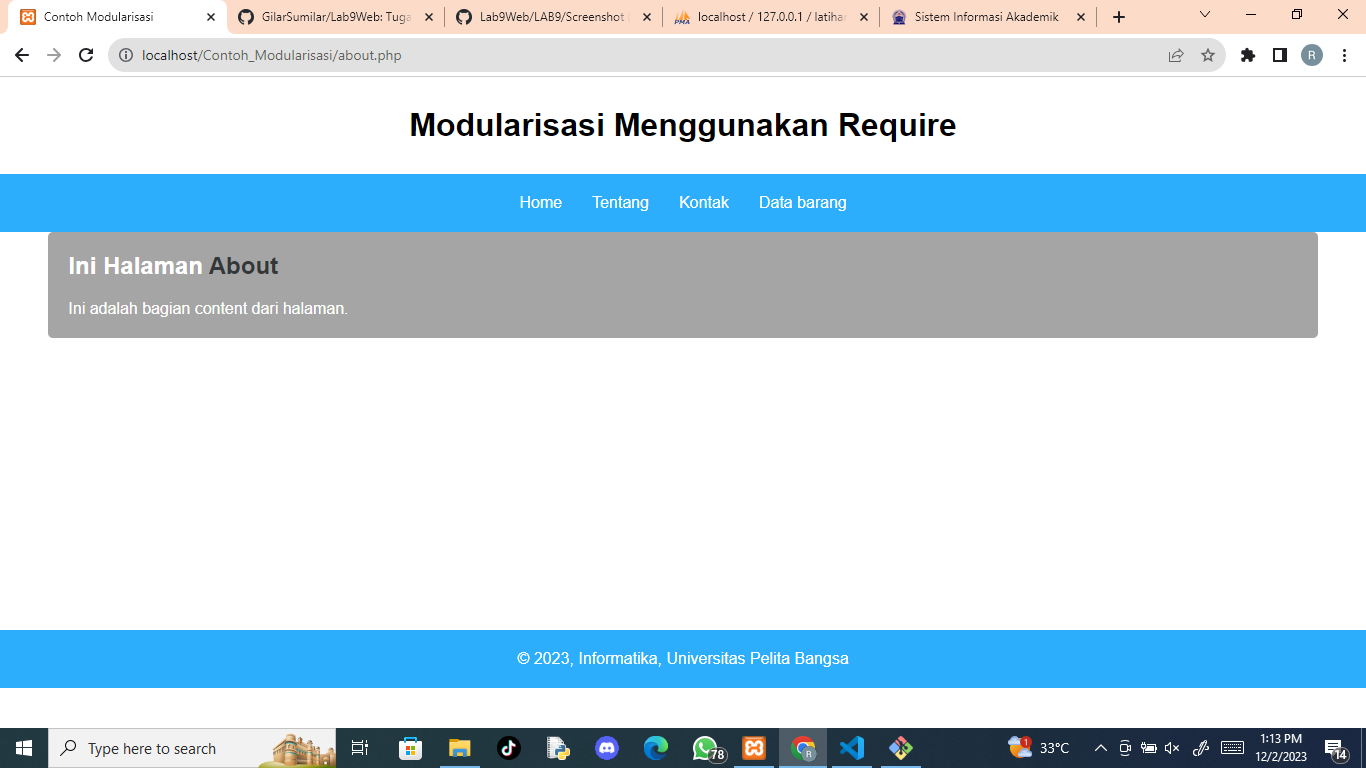 Contoh Modularisasi
GilarSumilar/Lab9Web: Tuga
Lab9Web/LAB9/Screenshot
localhost / 127.0.0.1 / latihan
Sistem Informasi Akademik
localhost/Contoh_Modularisasi/about.php
R
Modularisasi Menggunakan Require
Home Tentang Kontak Data barang
Ini Halaman About
Ini adalah bagian content dari halaman.
© 2023, Informatika, Universitas Pelita Bangsa
Type here to search
78
R
1
33°C
1:13 PM
12/2/2023
14